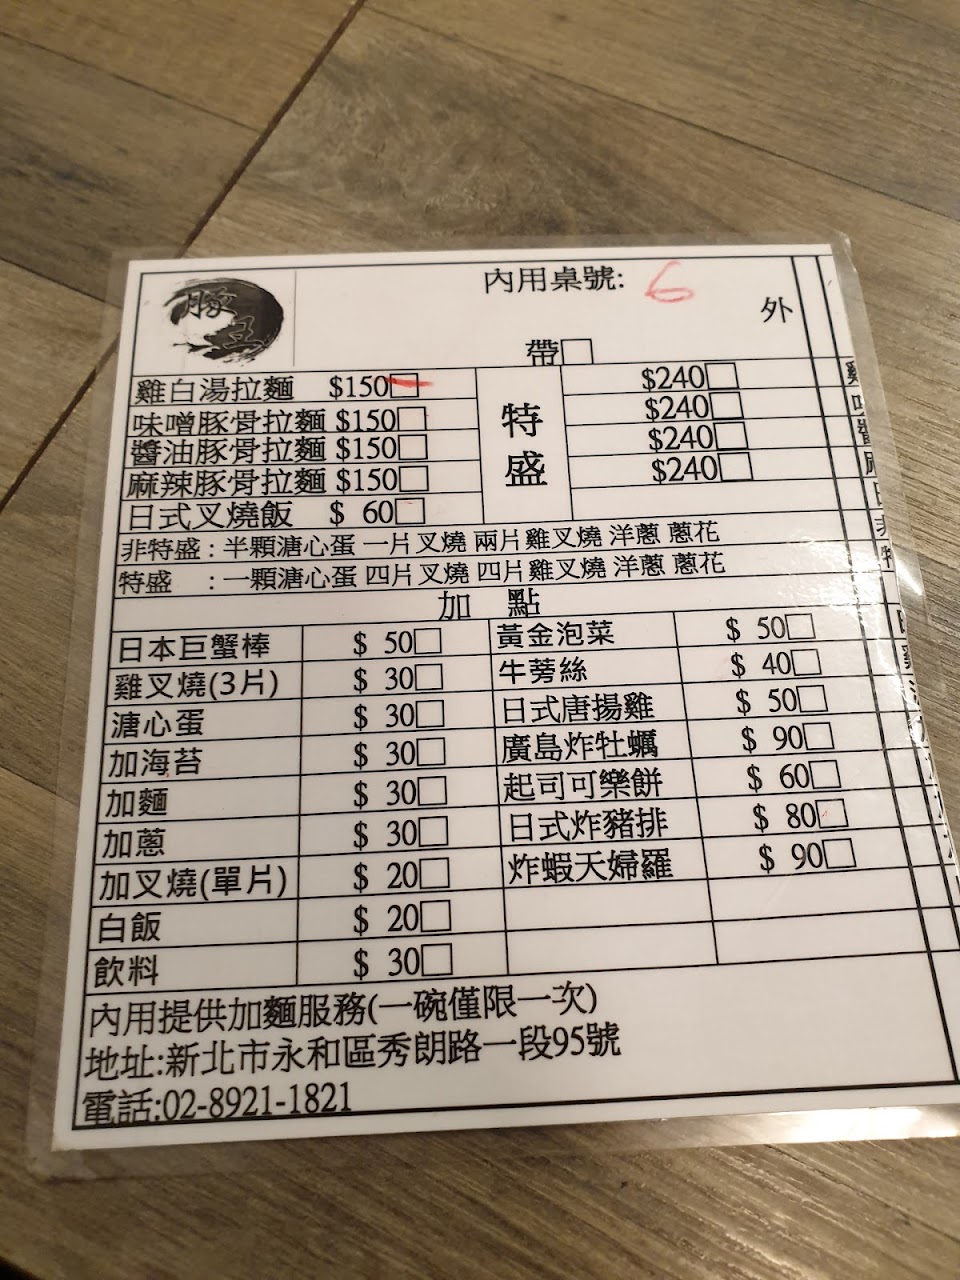 豚豆
內用桌號: 6
外
帶□
雞白湯拉麵 $150□ 特盛 $240□
味噌豚骨拉麵 $150□ $240□
醬油豚骨拉麵 $150□ $240□
麻辣豚骨拉麵 $150□ $240□
日式叉燒飯 $ 60□
非特盛 : 半顆溏心蛋 一片叉燒 兩片雞叉燒 洋蔥 蔥花
特盛 : 一顆溏心蛋 四片叉燒 四片雞叉燒 洋蔥 蔥花
加 點
日本巨蟹棒 $ 50□ 黃金泡菜 $ 50□
雞叉燒(3片) $ 30□ 牛蒡絲 $ 40□
溏心蛋 $ 30□ 日式唐揚雞 $ 50□
加海苔 $ 30□ 廣島炸牡蠣 $ 90□
加麵 $ 30□ 起司可樂餅 $ 60□
加蔥 $ 30□ 日式炸豬排 $ 80□
加叉燒(單片) $ 20□ 炸蝦天婦羅 $ 90□
白飯 $ 20□
飲料 $ 30□
內用提供加麵服務(一碗僅限一次)
地址:新北市永和區秀朗路一段95號
電話:02-8921-1821